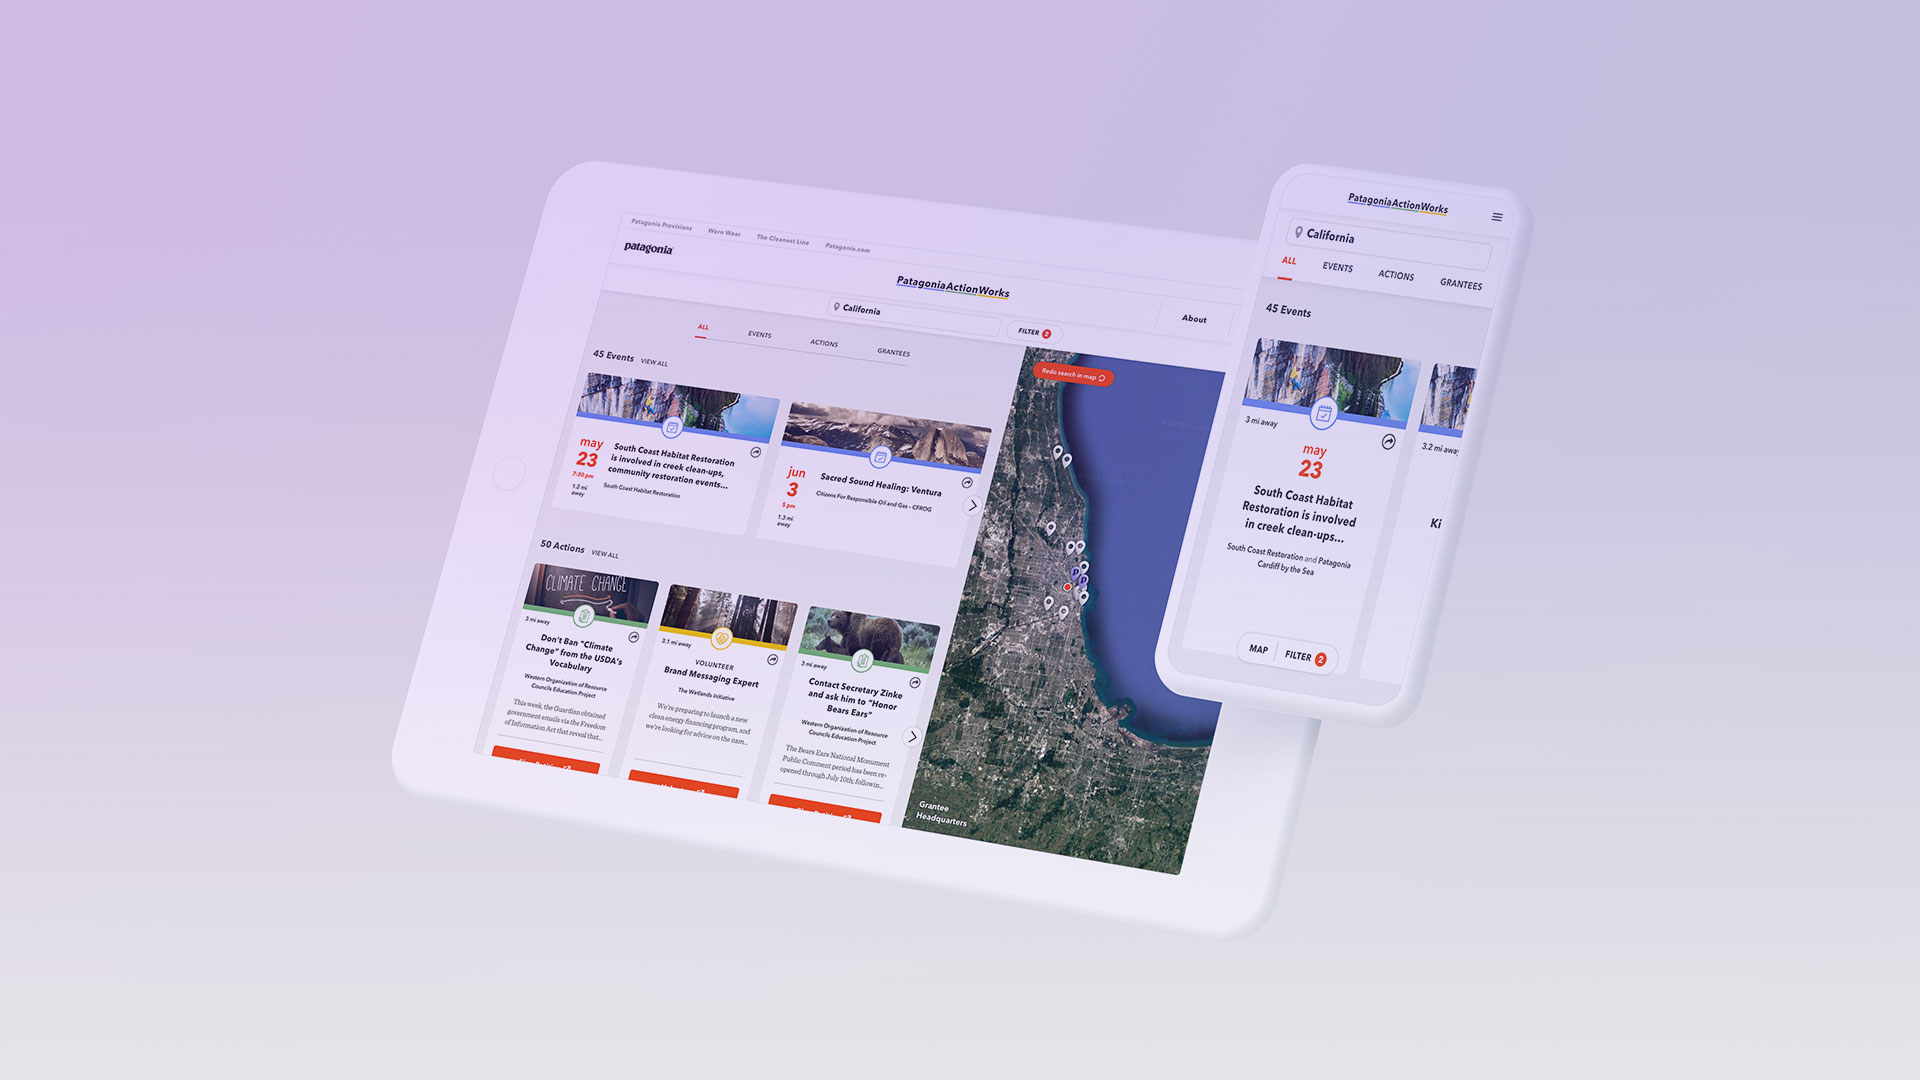 Patagonia Provisions
Worn Wear
The Cleanest Line
Patagonia.com
patagonia
PatagoniaActionWorks
California
FILTER 2
About
ALL
EVENTS
ACTIONS
GRANTEES
45 Events VIEW ALL
may
23
7:30 pm
1.2 mi
away
South Coast Habitat Restoration
is involved in creek clean-ups,
community restoration events...
South Coast Habitat Restoration
jun
3
5 pm
1.3 mi
away
Sacred Sound Healing: Ventura
Citizens For Responsible Oil and Gas - CFROG
50 Actions VIEW ALL
CLIMATE CHANGE
3 mi away
Don't Ban "Climate
Change" from the USDA's
Vocabulary
Western Organization of Resource
Councils Education Project
This week, the Guardian obtained
government emails via the Freedom
of Information Act that reveal that...
3.1 mi away
VOLUNTEER
Brand Messaging Expert
The Wetlands Initiative
We're preparing to launch a new
clean energy financing program, and
we're looking for advice on the nam...
3 mi away
Contact Secretary Zinke
and ask him to "Honor
Bears Ears"
Western Organization of Resource
Councils Education Project
The Bears Ears National Monument
Public Comment period has been re-
opened through July 10th; followin...
Redo search in map
Grantee
Headquarters
PatagoniaActionWorks
California
ALL
EVENTS
ACTIONS
GRANTEES
45 Events
3 mi away
may
23
South Coast Habitat
Restoration is involved
in creek clean-ups...
South Coast Restoration and Patagonia
Cardiff by the Sea
3.2 mi away
Ki
MAP
FILTER 2